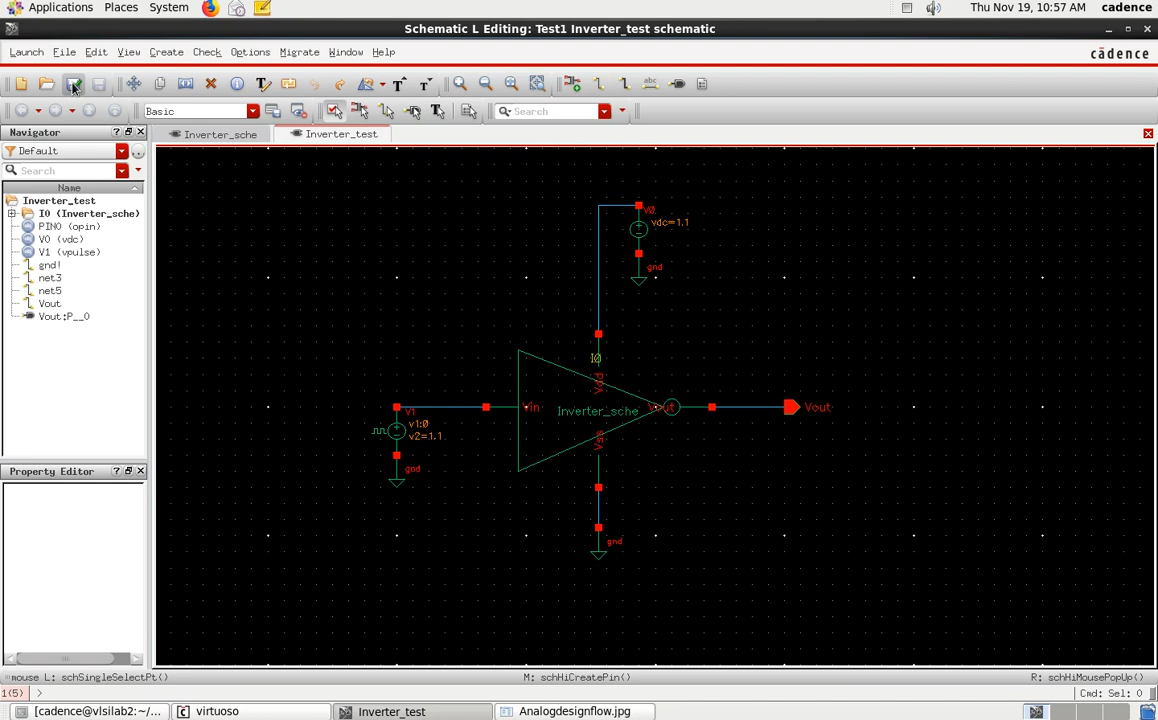 Applications Places System Thu Nov 19, 10:57 AM cadence
Schematic L Editing: Test1 Inverter_test schematic
Launch File Edit View Create Check Options Migrate Window Help cādence
Basic Search
Navigator Inverter_sche Inverter_test
Default
Search
Name
Inverter_test
I0 (Inverter_sche)
PIN0 (opin)
V0 (vdc)
V1 (vpulse)
gnd!
net3
net5
Vout
Vout:P__0
Property Editor
V0
vdc=1.1
gnd
I0
Vdd
Vin Inverter_sche Vout Vout
Vss
V1
v1:0
v2=1.1
gnd
gnd
mouse L: schSingleSelectPt() M: schHiCreatePin() R: schHiMousePopUp()
1(5) > Cmd: Sel: 0
[cadence@vlsilab2:~/... virtuoso Inverter_test Analogdesignflow.jpg